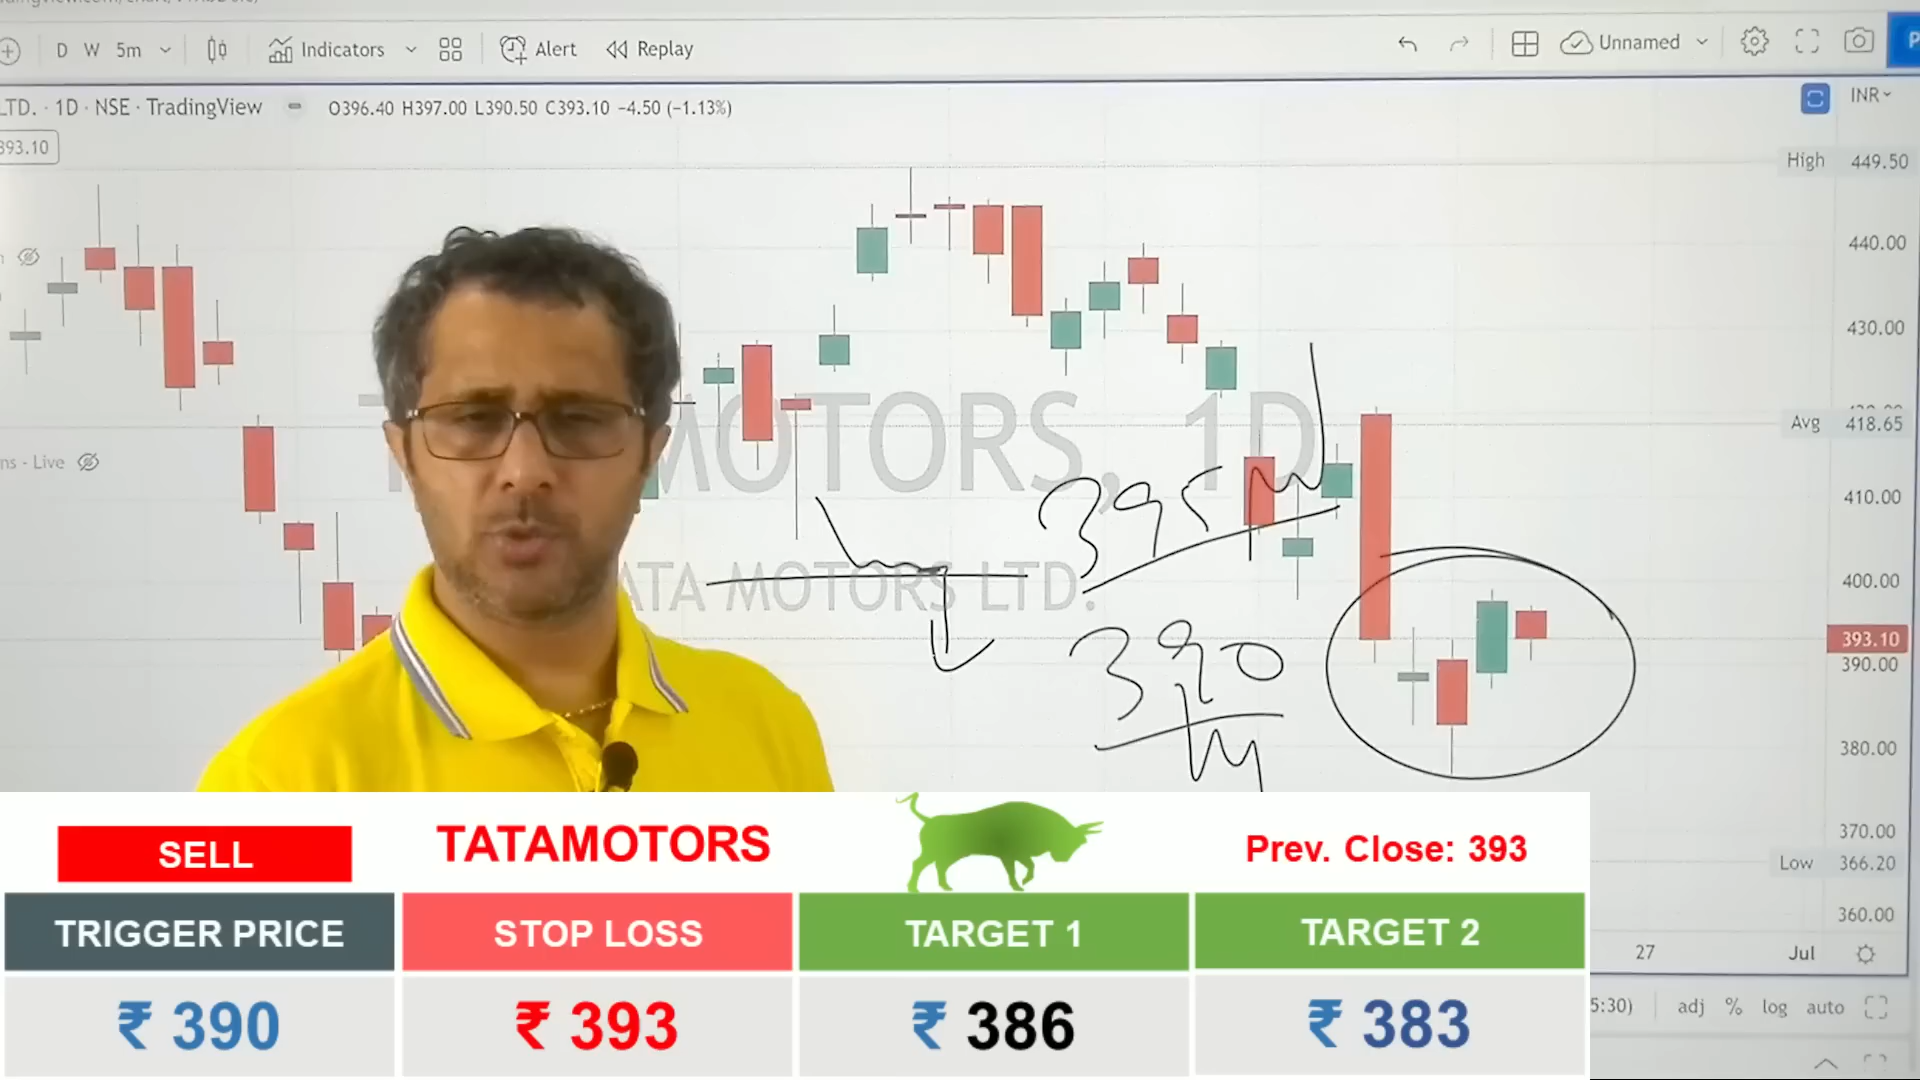 D W 5m Indicators Alert Replay Unnamed
LTD. · 1D · NSE · TradingView O396.40 H397.00 L390.50 C393.10 −4.50 (−1.13%) INR
393.10
High 449.50
440.00
430.00
Avg 418.65
MOTORS, 1D
ns - Live
410.00
395
ATA MOTORS LTD.
400.00
390
393.10
390.00
380.00
370.00
Low 366.20
360.00
27 Jul
5:30) adj % log auto
SELL TATAMOTORS Prev. Close: 393
TRIGGER PRICE STOP LOSS TARGET 1 TARGET 2
₹ 390 ₹ 393 ₹ 386 ₹ 383